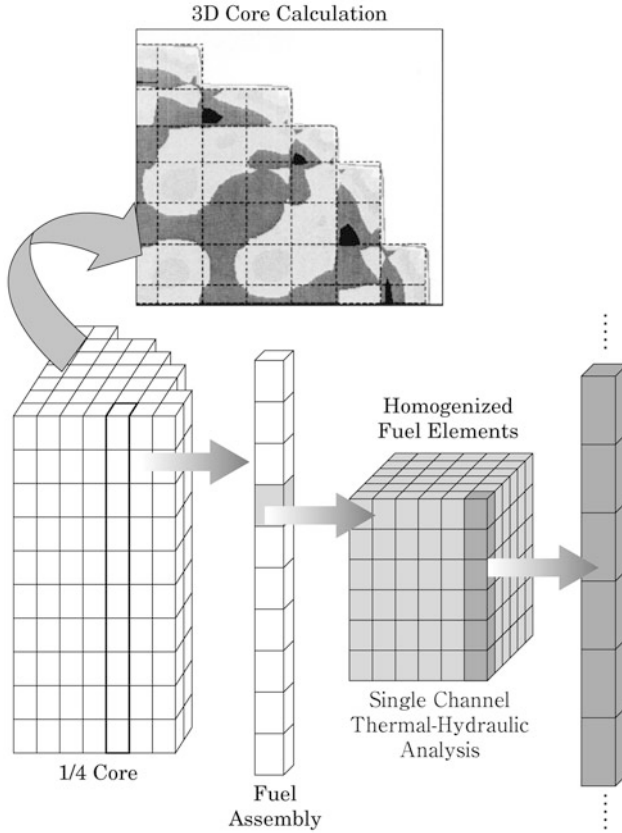 3D Core Calculation
Homogenized
Fuel Elements
Single Channel
Thermal-Hydraulic
Analysis
1/4 Core
Fuel
Assembly